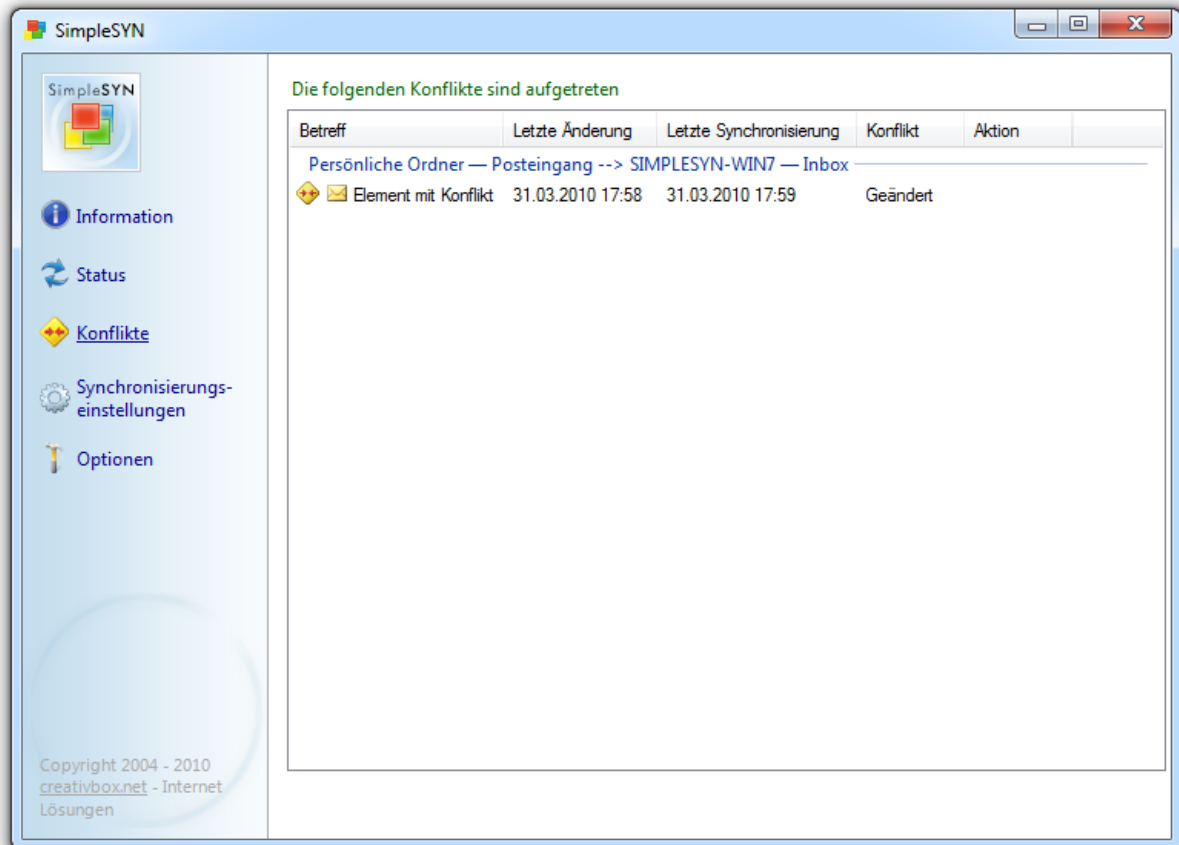 SimpleSYN
SimpleSYN
Information
Status
Konflikte
Synchronisierungs-
einstellungen
Optionen
Copyright 2004 - 2010
creativbox.net - Internet
Lösungen
Die folgenden Konflikte sind aufgetreten
Betreff Letzte Änderung Letzte Synchronisierung Konflikt Aktion
Persönliche Ordner — Posteingang --> SIMPLESYN-WIN7 — Inbox
Element mit Konflikt 31.03.2010 17:58 31.03.2010 17:59 Geändert